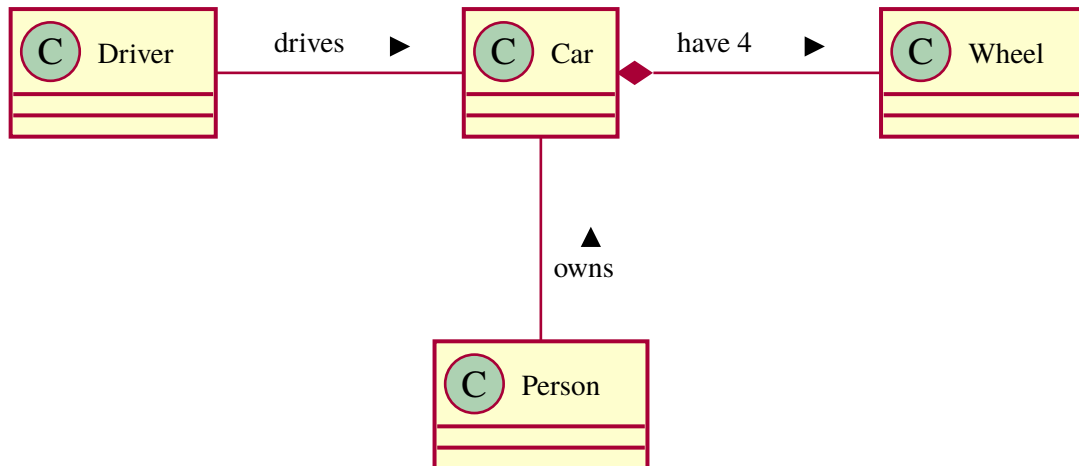 C Driver
drives ▶
C Car
have 4 ▶
C Wheel
▲
owns
C Person